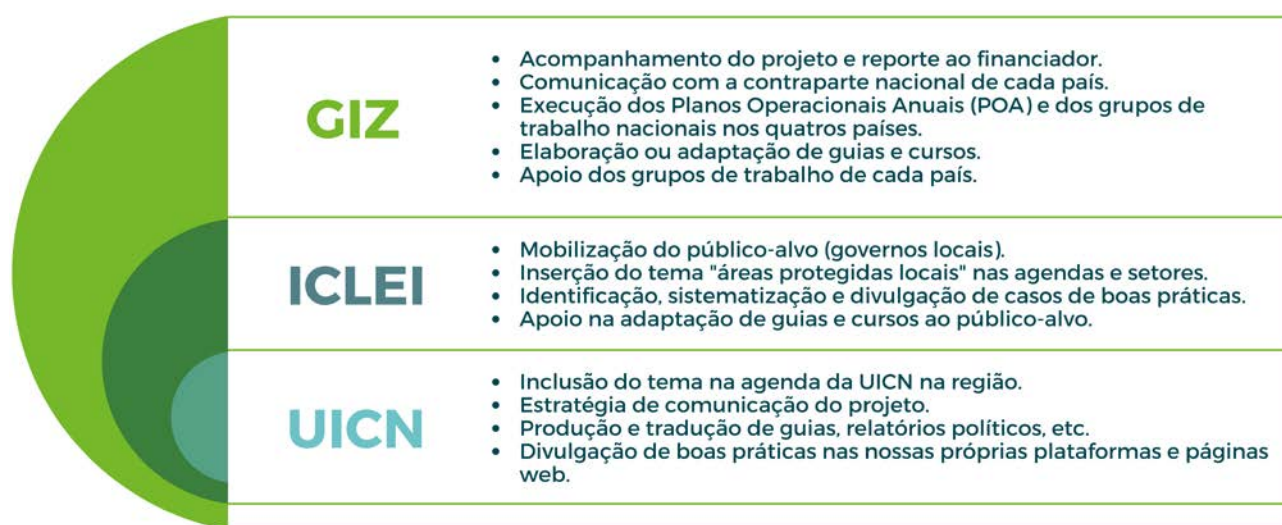 GIZ
• Acompanhamento do projeto e reporte ao financiador.
• Comunicação com a contraparte nacional de cada país.
• Execução dos Planos Operacionais Anuais (POA) e dos grupos de
trabalho nacionais nos quatros países.
• Elaboração ou adaptação de guias e cursos.
• Apoio dos grupos de trabalho de cada país.
ICLEI
• Mobilização do público-alvo (governos locais).
• Inserção do tema "áreas protegidas locais" nas agendas e setores.
• Identificação, sistematização e divulgação de casos de boas práticas.
• Apoio na adaptação de guias e cursos ao público-alvo.
UICN
• Inclusão do tema na agenda da UICN na região.
• Estratégia de comunicação do projeto.
• Produção e tradução de guias, relatórios políticos, etc.
• Divulgação de boas práticas nas nossas próprias plataformas e páginas
web.